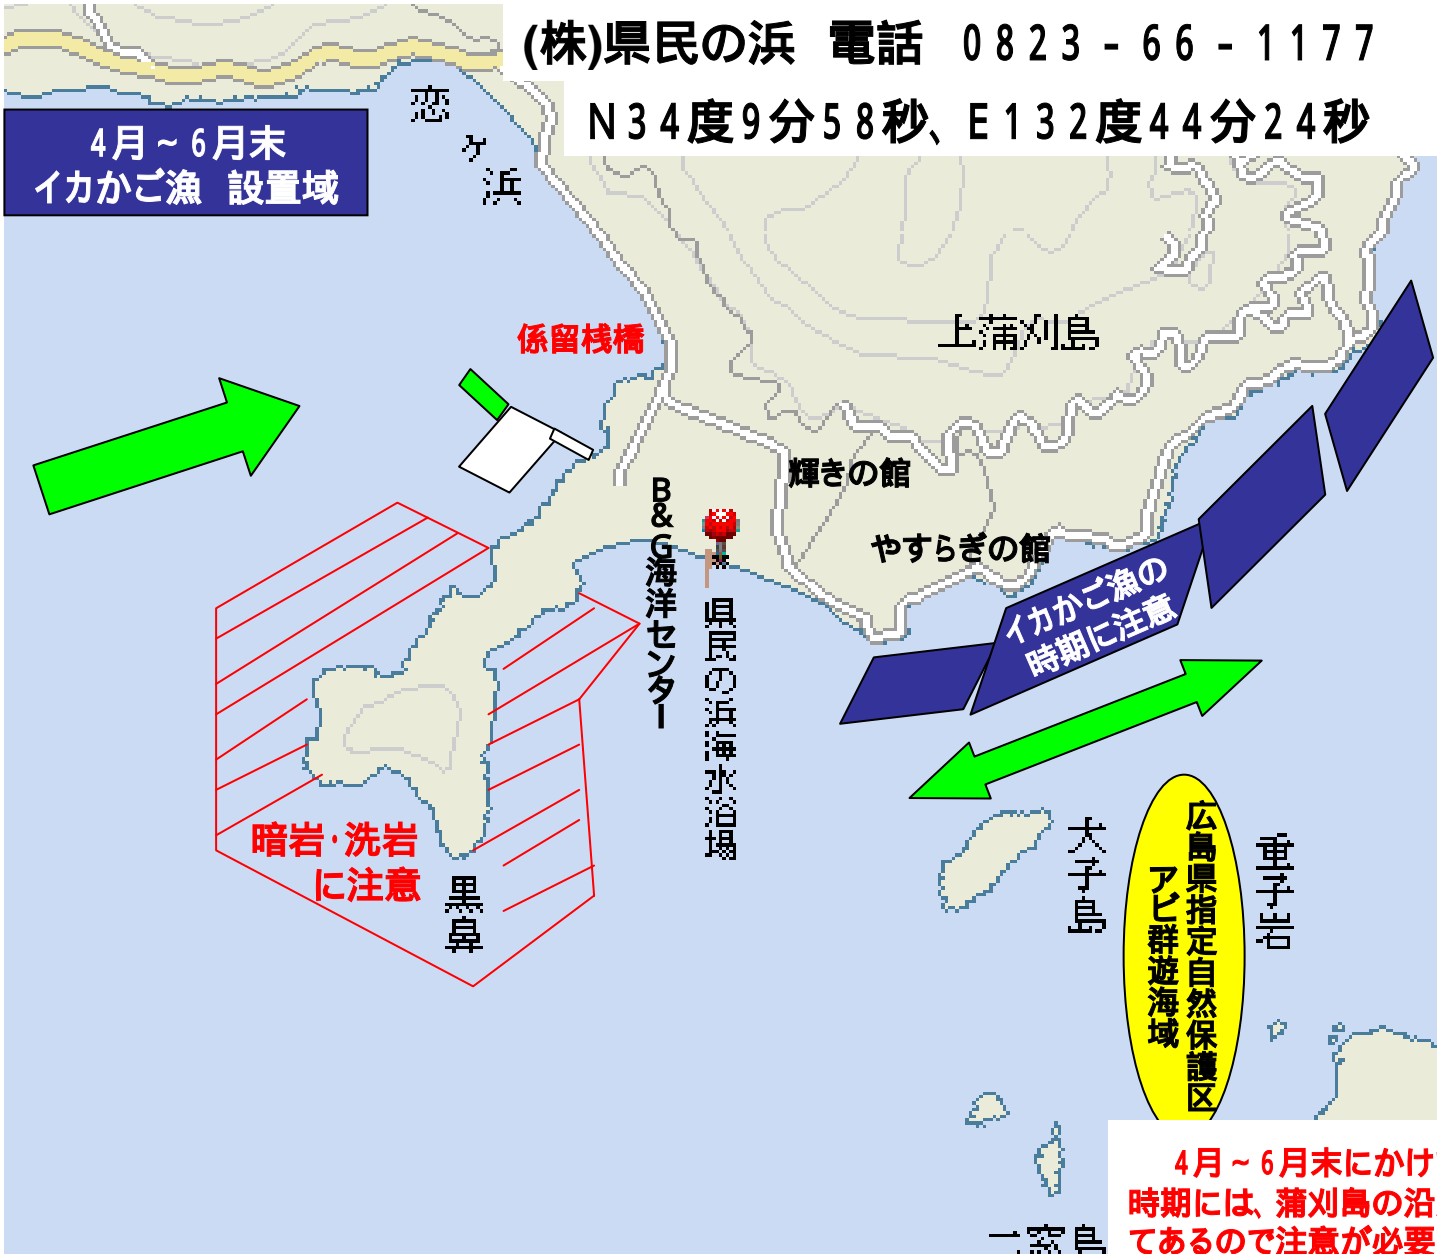 (株)県民の浜 電話 0823-66-1177
N34度9分58秒、E132度44分24秒
4月~6月末
イカかご漁 設置域
恋ヶ浜
係留桟橋
上蒲刈島
輝きの館
やすらぎの館
B&G海洋センター
県民の浜海水浴場
イカかご漁の
時期に注意
暗岩・洗岩
に注意
黒鼻
大子島
広島県指定自然保護区
アビ群遊海域
重子岩
4月~6月末にかけ
時期には、蒲刈島の沿
てあるので注意が必要